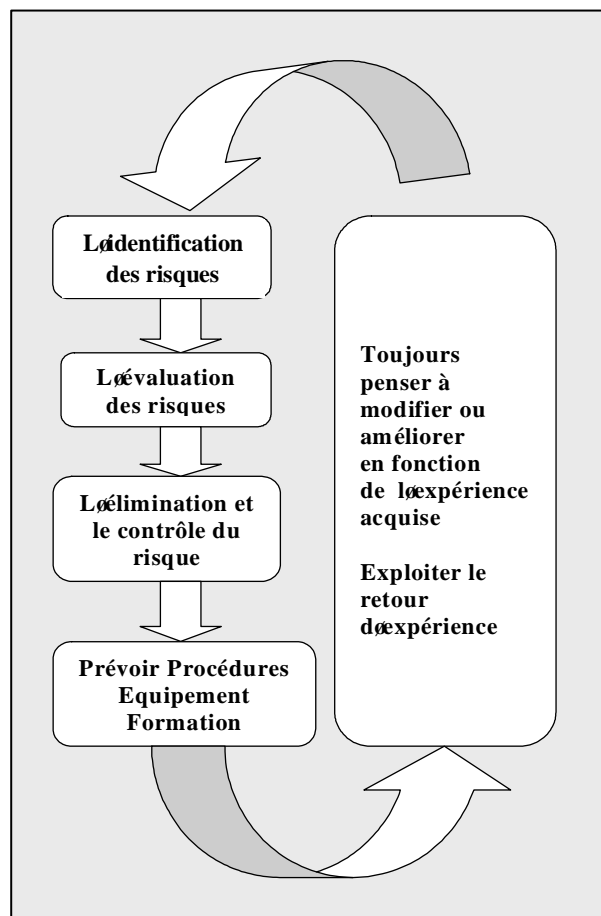 Løidentification
des risques
Løévaluation
des risques
Løélimination et
le contrôle du
risque
Prévoir Procédures
Equipement
Formation
Toujours
penser à
modifier ou
améliorer
en fonction
de løexpérience
acquise
Exploiter le
retour
døexpérience